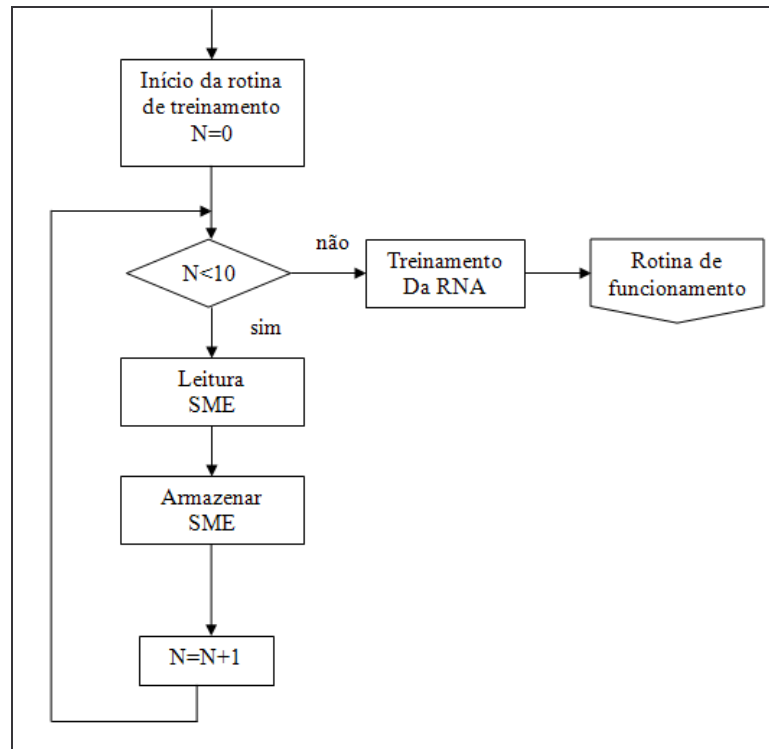 Início da rotina
de treinamento
N=0
N<10
não
Treinamento
Da RNA
Rotina de
funcionamento
sim
Leitura
SME
Armazenar
SME
N=N+1